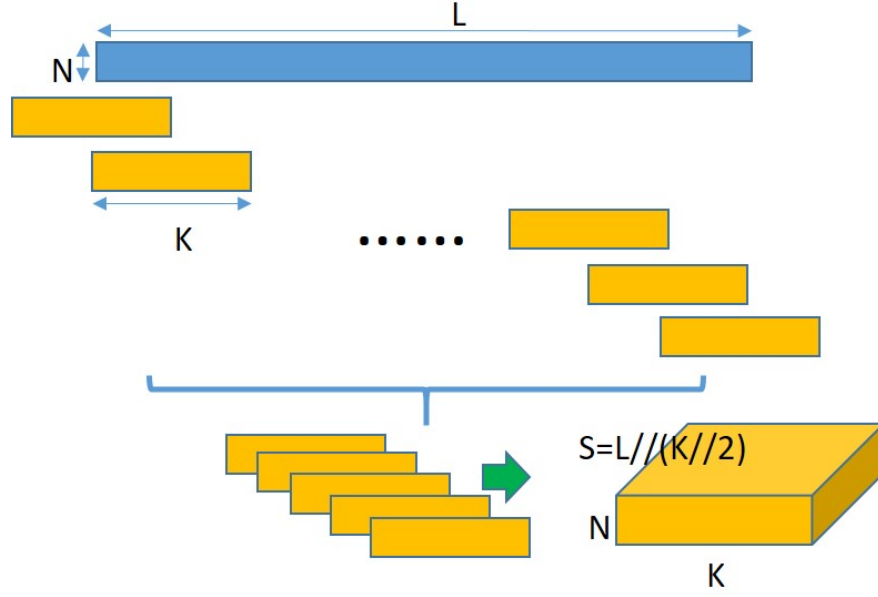 L
N
K
......
S=L//(K//2)
N
K